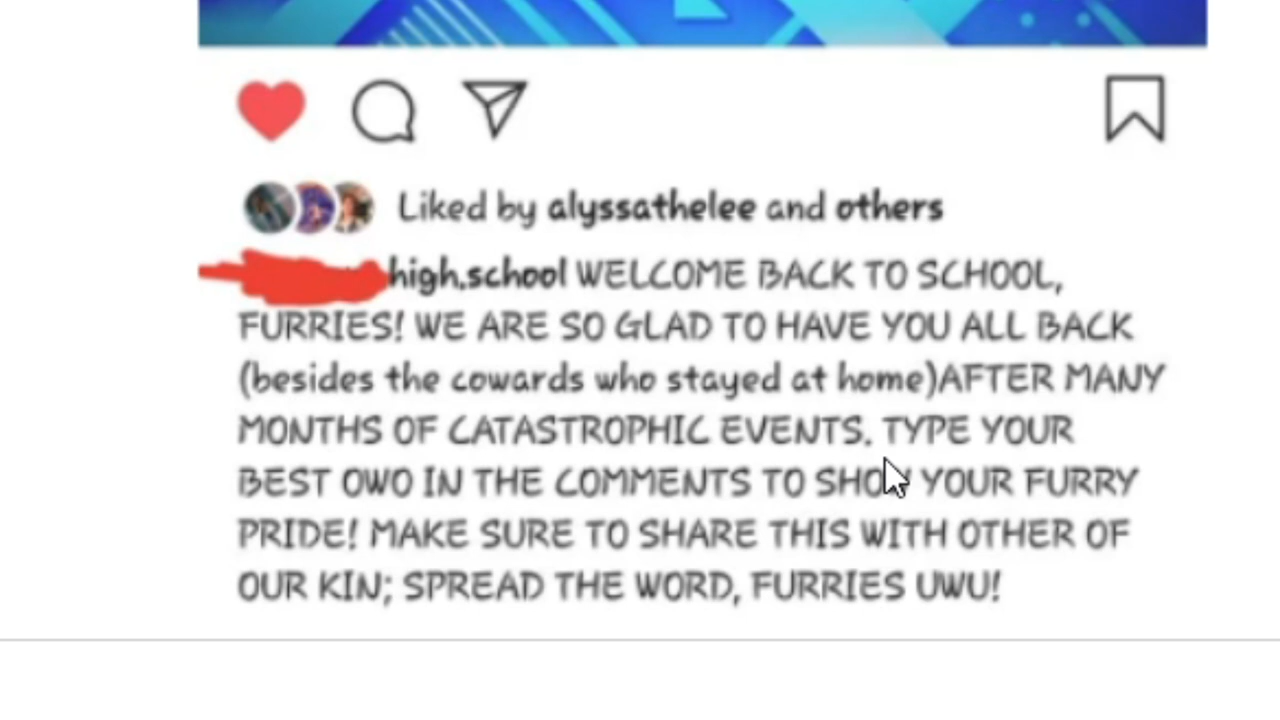 Liked by alyssathelee and others
high.school WELCOME BACK TO SCHOOL,
FURRIES! WE ARE SO GLAD TO HAVE YOU ALL BACK
(besides the cowards who stayed at home)AFTER MANY
MONTHS OF CATASTROPHIC EVENTS. TYPE YOUR
BEST OWO IN THE COMMENTS TO SHOW YOUR FURRY
PRIDE! MAKE SURE TO SHARE THIS WITH OTHER OF
OUR KIN; SPREAD THE WORD, FURRIES UWU!